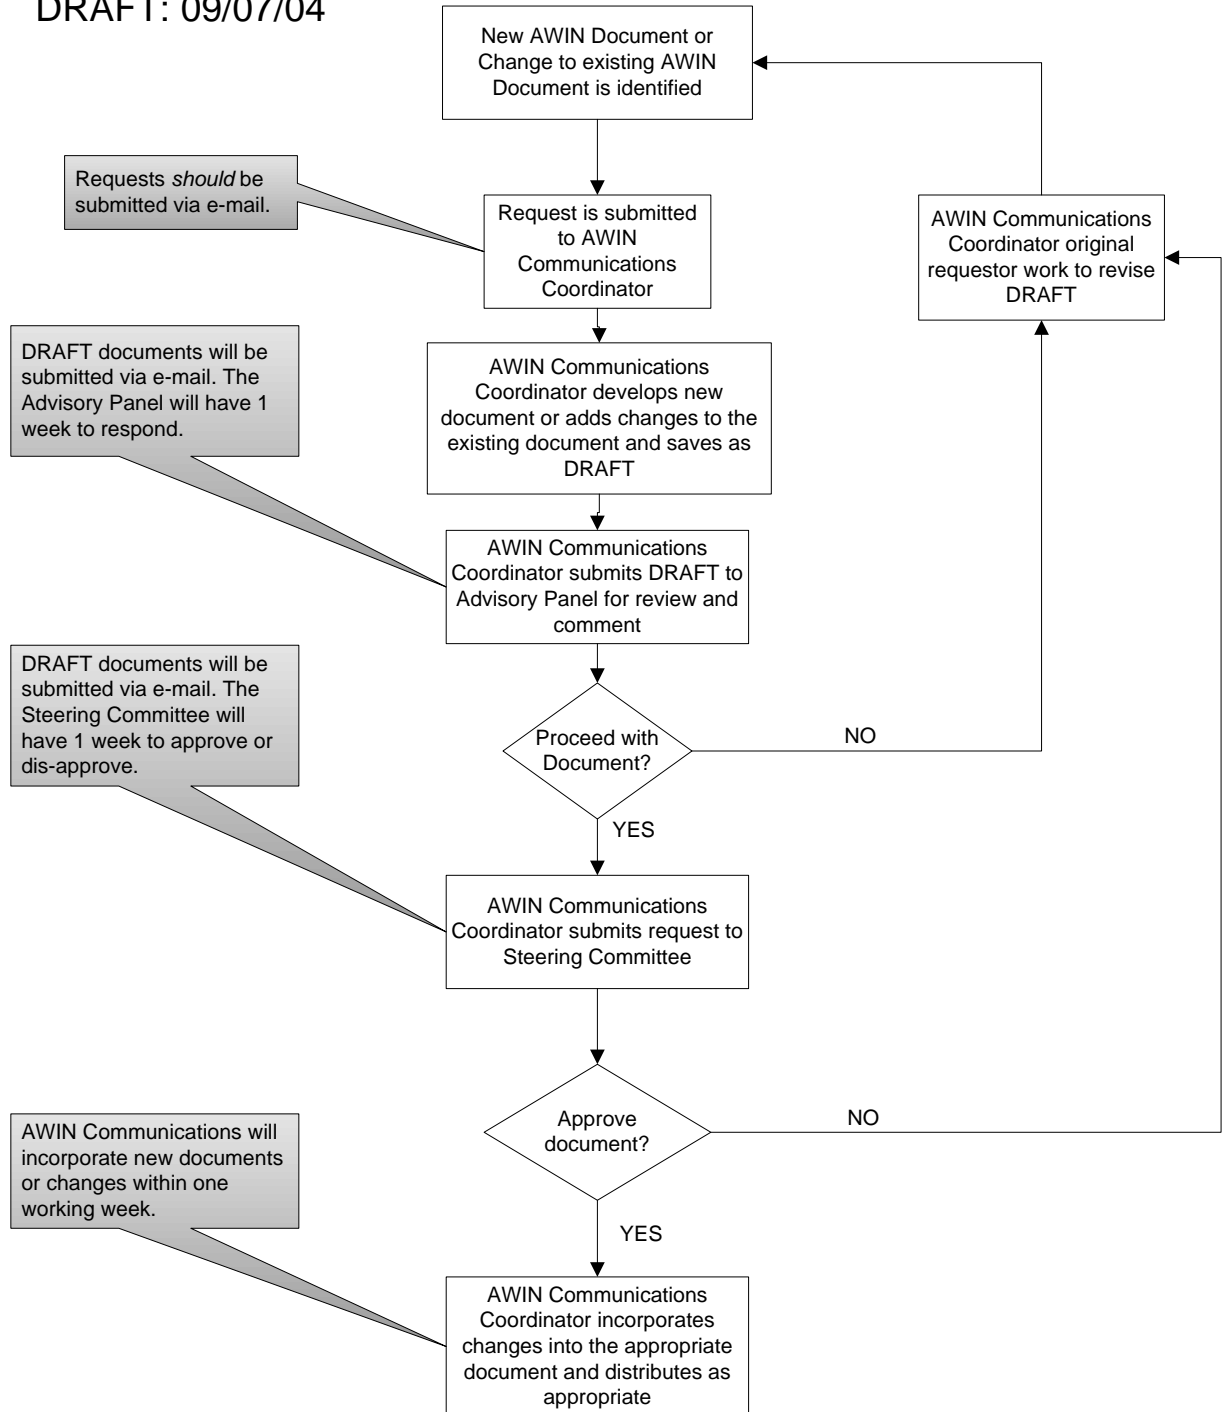 DRAFT: 09/07/04
New AWIN Document or
Change to existing AWIN
Document is identified
Requests should be
submitted via e-mail.
Request is submitted
to AWIN
Communications
Coordinator
AWIN Communications
Coordinator original
requestor work to revise
DRAFT
DRAFT documents will be
submitted via e-mail. The
Advisory Panel will have 1
week to respond.
AWIN Communications
Coordinator develops new
document or adds changes to the
existing document and saves as
DRAFT
AWIN Communications
Coordinator submits DRAFT to
Advisory Panel for review and
comment
DRAFT documents will be
submitted via e-mail. The
Steering Committee will
have 1 week to approve or
dis-approve.
Proceed with
Document?
NO
YES
AWIN Communications
Coordinator submits request to
Steering Committee
Approve
document?
NO
YES
AWIN Communications will
incorporate new documents
or changes within one
working week.
AWIN Communications
Coordinator incorporates
changes into the appropriate
document and distributes as
appropriate